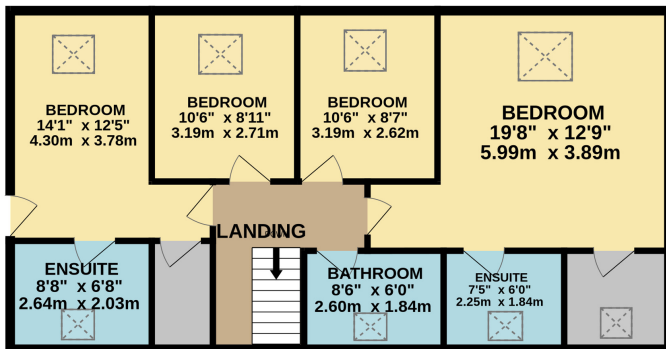 BEDROOM
14'1" x 12'5"
4.30m x 3.78m
BEDROOM
10'6" x 8'11"
3.19m x 2.71m
BEDROOM
10'6" x 8'7"
3.19m x 2.62m
BEDROOM
19'8" x 12'9"
5.99m x 3.89m
LANDING
ENSUITE
8'8" x 6'8"
2.64m x 2.03m
BATHROOM
8'6" x 6'0"
2.60m x 1.84m
ENSUITE
7'5" x 6'0"
2.25m x 1.84m